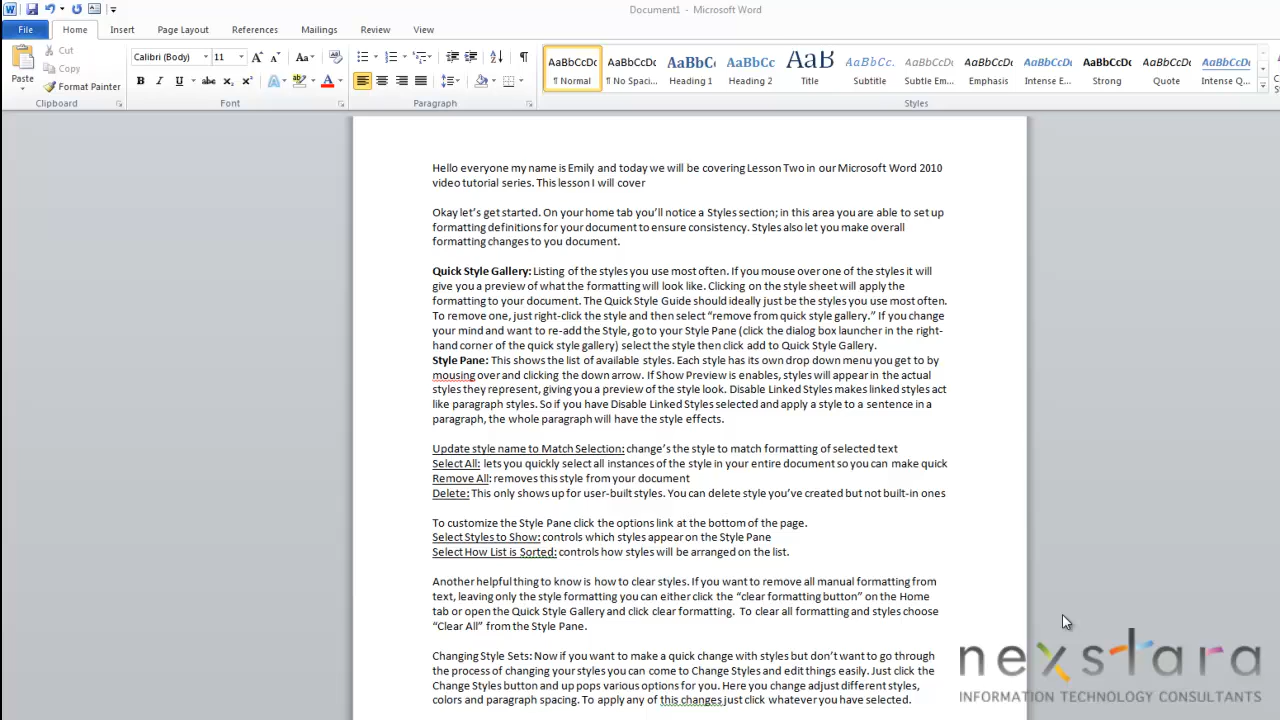 Document1 - Microsoft Word
File Home Insert Page Layout References Mailings Review View
Cut
Copy
Format Painter
Paste
Calibri (Body) 11
Clipboard Font Paragraph Styles
AaBbCcDc AaBbCcDc AaBbCc AaBbCc AaB AaBbCc. AaBbCcDc AaBbCcDc AaBbCcDc AaBbCcDc AaBbCcDc AaBbCcDc
¶ Normal ¶ No Spaci... Heading 1 Heading 2 Title Subtitle Subtle Em... Emphasis Intense E... Strong Quote Intense Q...
Hello everyone my name is Emily and today we will be covering Lesson Two in our Microsoft Word 2010
video tutorial series. This lesson I will cover
Okay let's get started. On your home tab you'll notice a Styles section; in this area you are able to set up
formatting definitions for your document to ensure consistency. Styles also let you make overall
formatting changes to you document.
Quick Style Gallery: Listing of the styles you use most often. If you mouse over one of the styles it will
give you a preview of what the formatting will look like. Clicking on the style sheet will apply the
formatting to your document. The Quick Style Guide should ideally just be the styles you use most often.
To remove one, just right-click the style and then select “remove from quick style gallery.” If you change
your mind and want to re-add the Style, go to your Style Pane (click the dialog box launcher in the right-
hand corner of the quick style gallery) select the style then click add to Quick Style Gallery.
Style Pane: This shows the list of available styles. Each style has its own drop down menu you get to by
mousing over and clicking the down arrow. If Show Preview is enables, styles will appear in the actual
styles they represent, giving you a preview of the style look. Disable Linked Styles makes linked styles act
like paragraph styles. So if you have Disable Linked Styles selected and apply a style to a sentence in a
paragraph, the whole paragraph will have the style effects.
Update style name to Match Selection: change's the style to match formatting of selected text
Select All: lets you quickly select all instances of the style in your entire document so you can make quick
Remove All: removes this style from your document
Delete: This only shows up for user-built styles. You can delete style you've created but not built-in ones
To customize the Style Pane click the options link at the bottom of the page.
Select Styles to Show: controls which styles appear on the Style Pane
Select How List is Sorted: controls how styles will be arranged on the list.
Another helpful thing to know is how to clear styles. If you want to remove all manual formatting from
text, leaving only the style formatting you can either click the “clear formatting button” on the Home
tab or open the Quick Style Gallery and click clear formatting. To clear all formatting and styles choose
“Clear All” from the Style Pane.
Changing Style Sets: Now if you want to make a quick change with styles but don't want to go through
the process of changing your styles you can come to Change Styles and edit things easily. Just click the
Change Styles button and up pops various options for you. Here you change adjust different styles,
colors and paragraph spacing. To apply any of this changes just click whatever you have selected.
nexstara
INFORMATION TECHNOLOGY CONSULTANTS